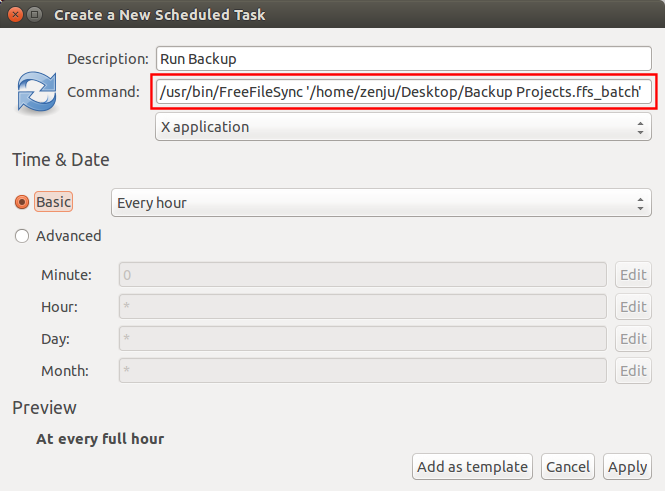 Create a New Scheduled Task
Description: Run Backup
Command: /usr/bin/FreeFileSync '/home/zenju/Desktop/Backup Projects.ffs_batch'
X application
Time & Date
Basic Every hour
Advanced
Minute: 0 Edit
Hour: * Edit
Day: * Edit
Month: * Edit
Preview
At every full hour
Add as template Cancel Apply